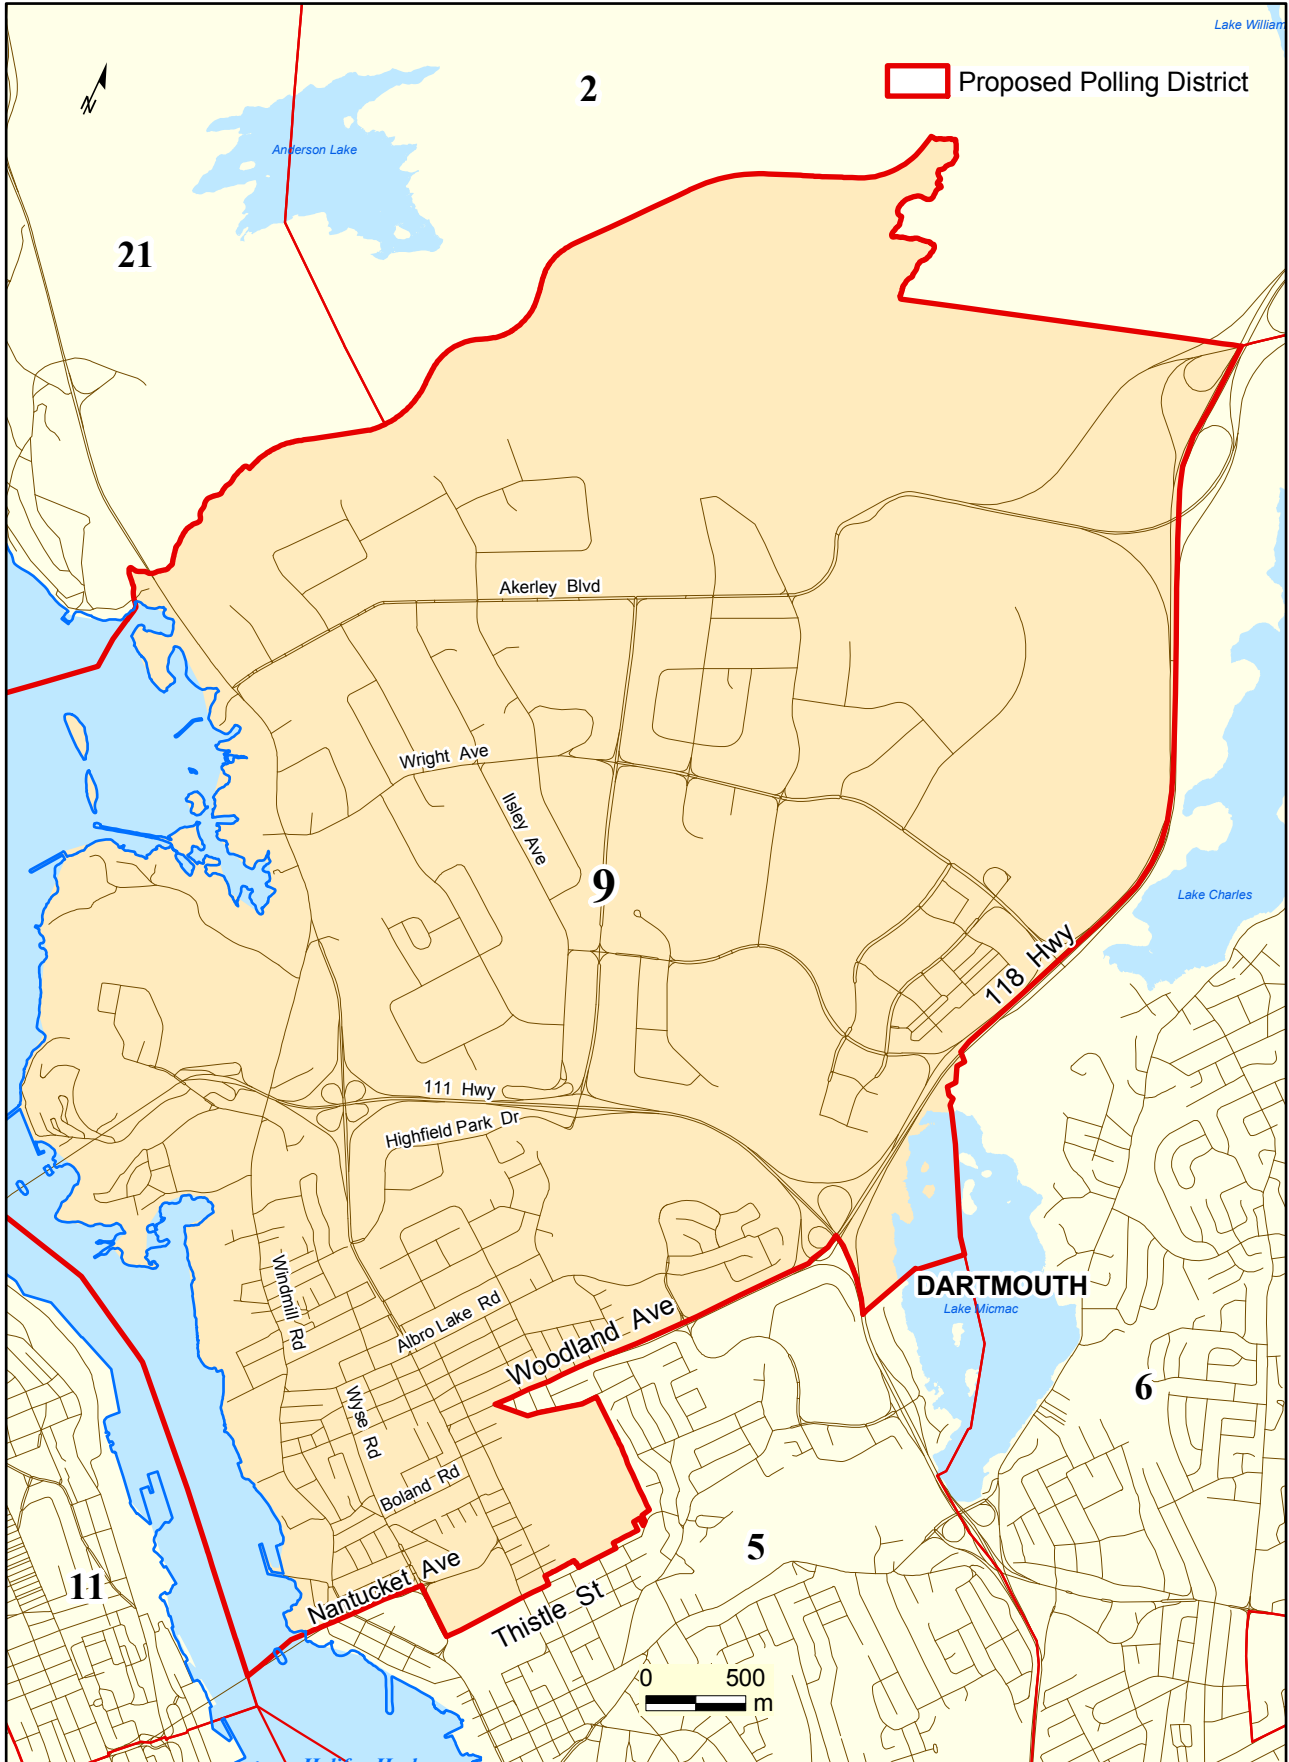 Lake William
2
Proposed Polling District
N
Anderson Lake
21
Akerley Blvd
Wright Ave
Ilsley Ave
9
Lake Charles
118 Hwy
111 Hwy
Highfield Park Dr
Windmill Rd
DARTMOUTH
Lake Micmac
Albro Lake Rd
Woodland Ave
6
Wyse Rd
Boland Rd
5
11
Nantucket Ave
Thistle St
0 500
m